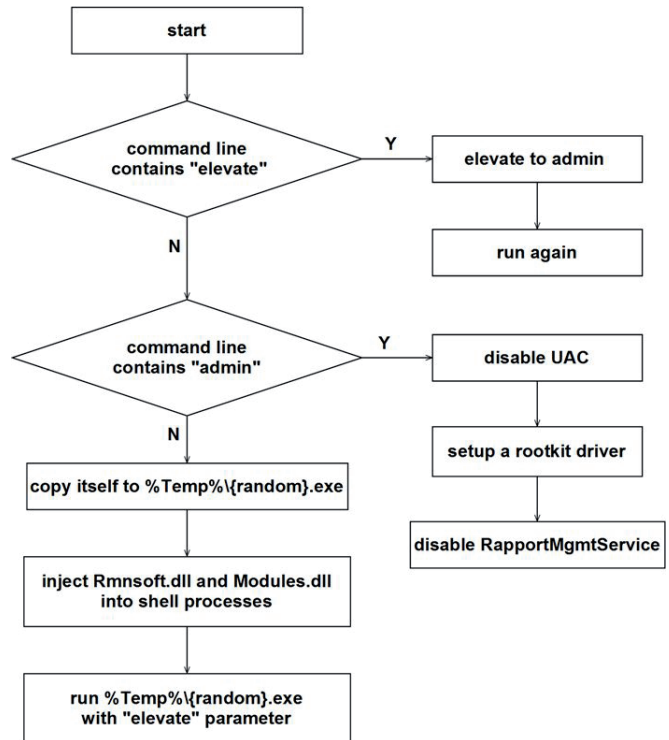 start
command line
contains "elevate"
Y
elevate to admin
run again
N
command line
contains "admin"
Y
disable UAC
setup a rootkit driver
disable RapportMgmtService
N
copy itself to %Temp%\{random}.exe
inject Rmnsoft.dll and Modules.dll
into shell processes
run %Temp%\{random}.exe
with "elevate" parameter